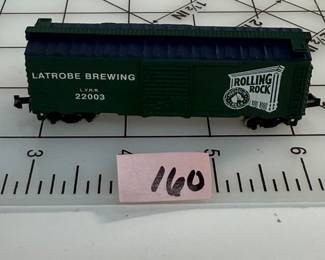 LATROBE BREWING
L.V.R.R.
22003
ROLLING
ROCK
3
4
5
6
160